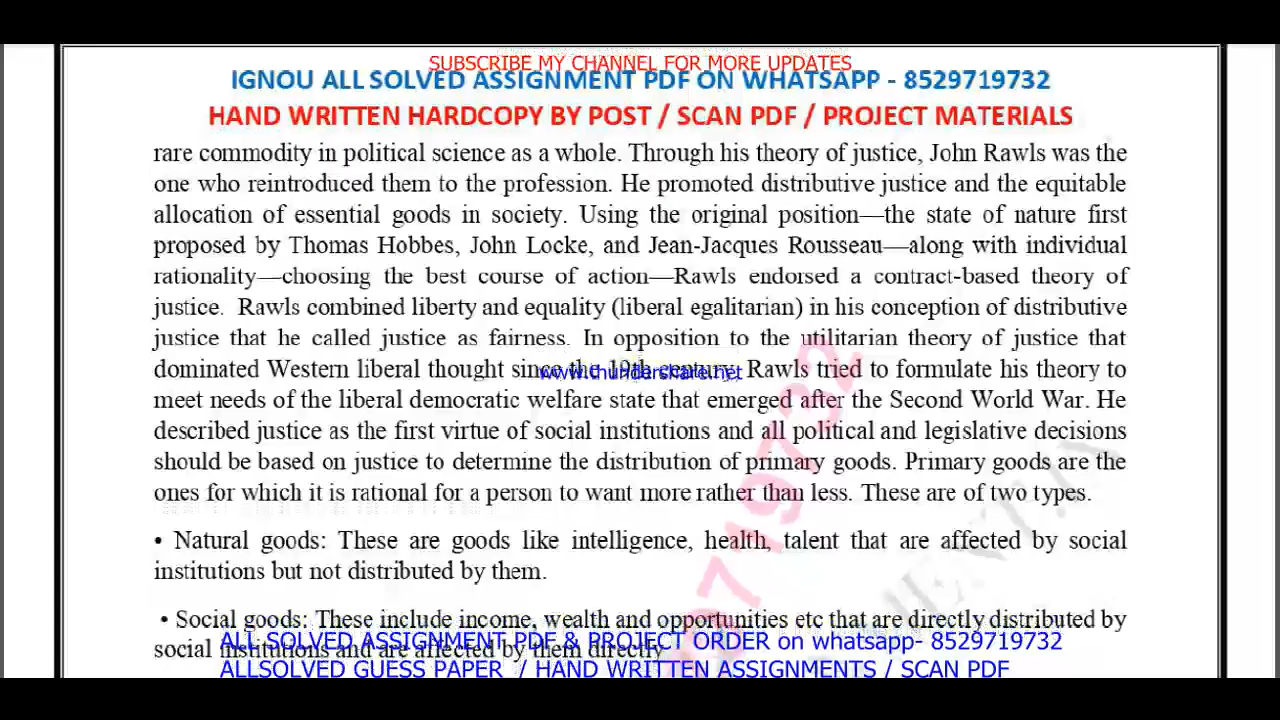 SUBSCRIBE MY CHANNEL FOR MORE UPDATES
IGNOU ALL SOLVED ASSIGNMENT PDF ON WHATSAPP - 8529719732
HAND WRITTEN HARDCOPY BY POST / SCAN PDF / PROJECT MATERIALS
rare commodity in political science as a whole. Through his theory of justice, John Rawls was the
one who reintroduced them to the profession. He promoted distributive justice and the equitable
allocation of essential goods in society. Using the original position—the state of nature first
proposed by Thomas Hobbes, John Locke, and Jean-Jacques Rousseau—along with individual
rationality—choosing the best course of action—Rawls endorsed a contract-based theory of
justice. Rawls combined liberty and equality (liberal egalitarian) in his conception of distributive
justice that he called justice as fairness. In opposition to the utilitarian theory of justice that
dominated Western liberal thought since the 19th century, Rawls tried to formulate his theory to
www.thundershare.net
meet needs of the liberal democratic welfare state that emerged after the Second World War. He
described justice as the first virtue of social institutions and all political and legislative decisions
should be based on justice to determine the distribution of primary goods. Primary goods are the
ones for which it is rational for a person to want more rather than less. These are of two types.
• Natural goods: These are goods like intelligence, health, talent that are affected by social
institutions but not distributed by them.
• Social goods: These include income, wealth and opportunities etc that are directly distributed by
social institutions and are affected by them directly
ALL SOLVED ASSIGNMENT PDF & PROJECT ORDER on whatsapp- 8529719732
ALLSOLVED GUESS PAPER / HAND WRITTEN ASSIGNMENTS / SCAN PDF